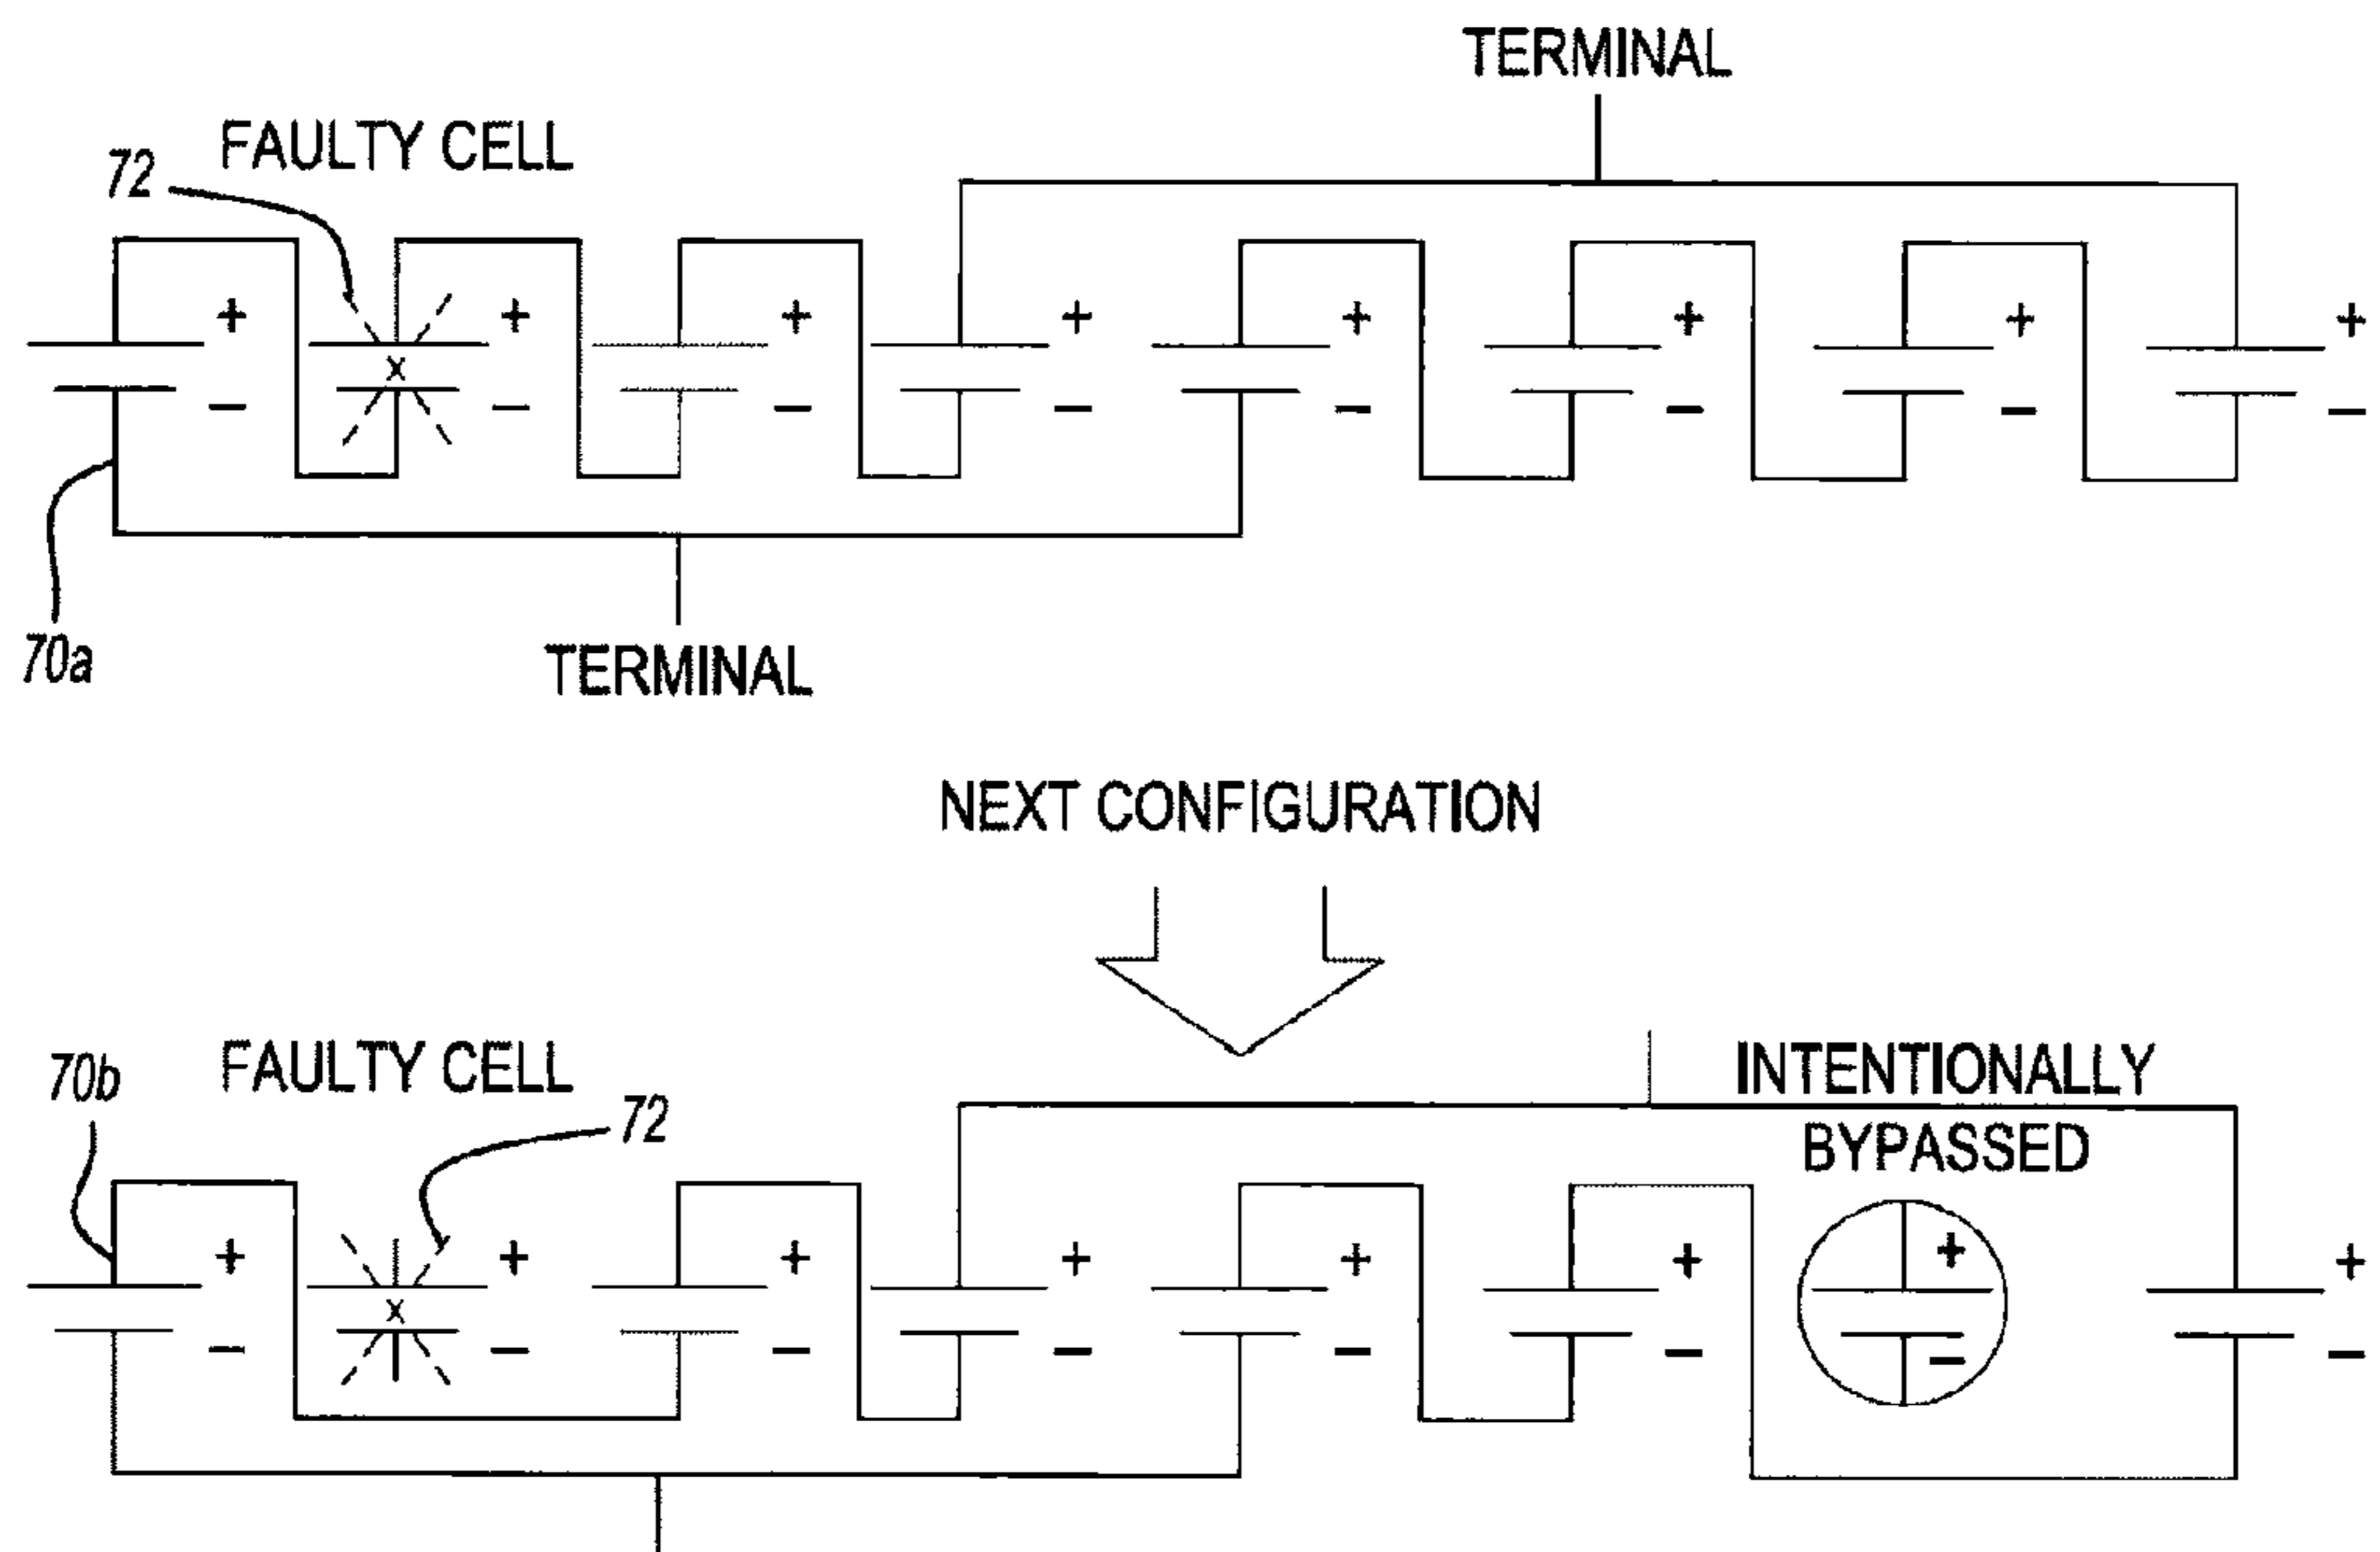 TERMINAL
FAULTY CELL
72
+ + + + + + + +
x
− − − − − − − −
70a
TERMINAL
NEXT CONFIGURATION
70b
FAULTY CELL
72
INTENTIONALLY
BYPASSED
+ + + + + + + +
x
− − − − − − − −